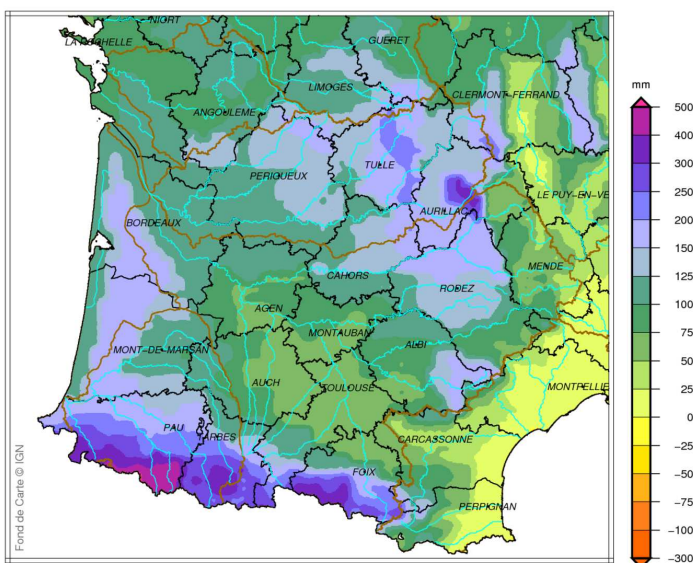 NIORT
LA ROCHELLE
GUERET
LIMOGES
CLERMONT-FERRAND
ANGOULEME
TULLE
PERIGUEUX
LE PUY-EN-VE
AURILLAC
BORDEAUX
CAHORS
MENDE
RODEZ
AGEN
MONTAUBAN
MONT-DE-MARSAN
ALBI
AUCH
TOULOUSE
MONTPELLIE
PAU
TARBES
CARCASSONNE
FOIX
PERPIGNAN
Fond de Carte © IGN
mm
500
400
300
250
200
150
125
100
75
50
25
0
-25
-50
-75
-100
-300